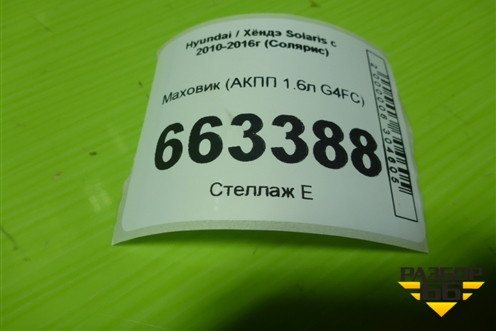 Hyundai / Хёндэ Solaris с
2010-2016г (Солярис)
Маховик (АКПП 1.6л G4FC)
663388
Стеллаж Е
РАЗБОР
66